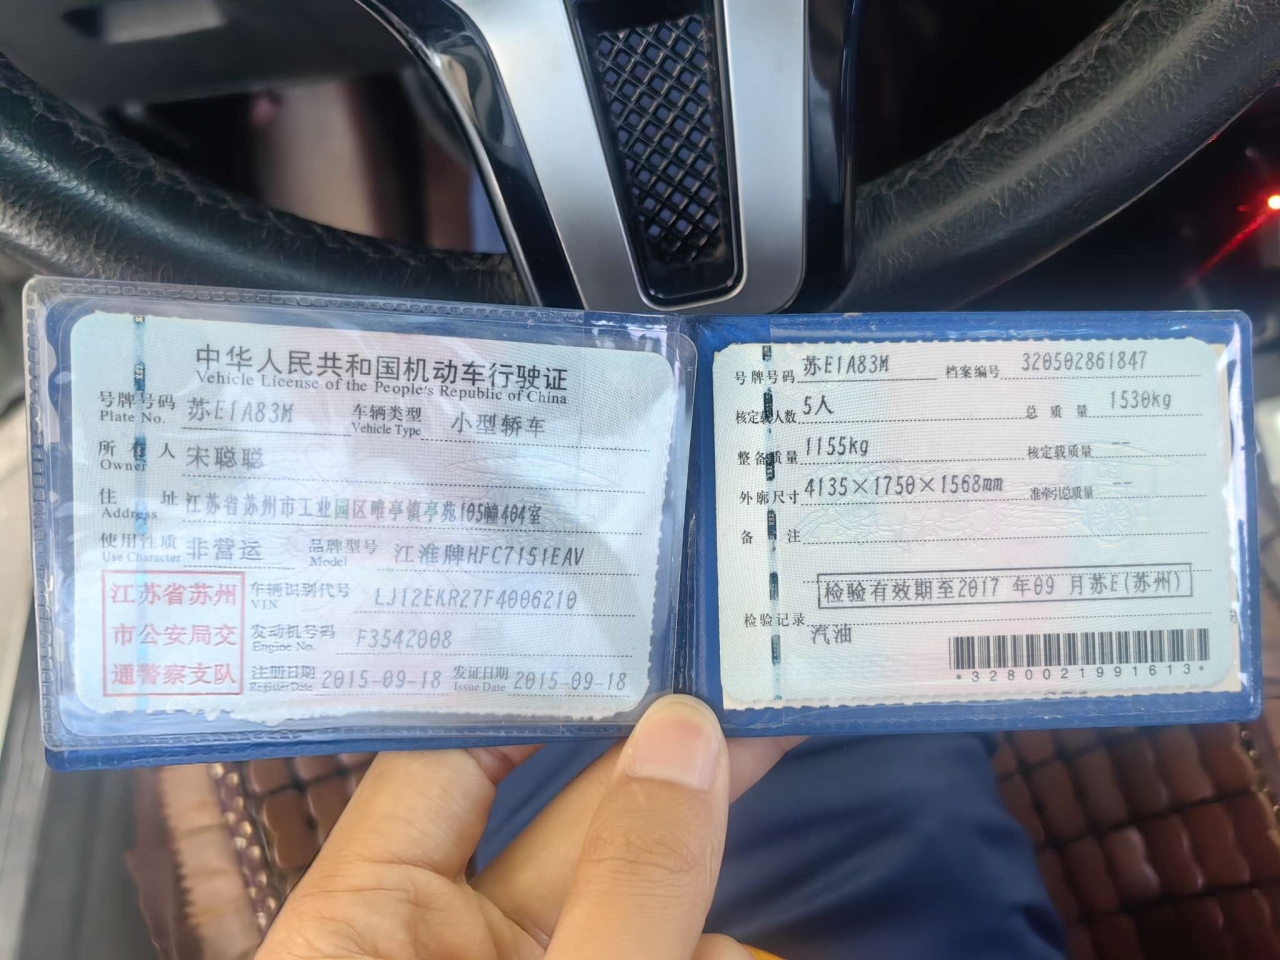 中华人民共和国机动车行驶证
Vehicle License of the People's Republic of China
号牌号码 苏E1A83M 车辆类型 小型轿车
Plate No. Vehicle Type
所有人 宋聪聪
Owner
住址 江苏省苏州市工业园区唯亭镇亭苑105幢404室
Address
使用性质 非营运 品牌型号 江淮牌HFC7151EAV
Use Character Model
江苏省苏州
市公安局交
通警察支队
车辆识别代号 LJ12EKR27F4006210
VIN
发动机号码 F3542008
Engine No.
注册日期 2015-09-18 发证日期 2015-09-18
Register Date Issue Date
号牌号码 苏E1A83M 档案编号 320502861847
核定载人数 5人 总质量 1530kg
整备质量 1155kg 核定载质量 --
外廓尺寸 4135×1750×1568mm 准牵引总质量 --
备注
检验有效期至2017 年09 月苏E(苏州)
检验记录
汽油
*3280021991613*